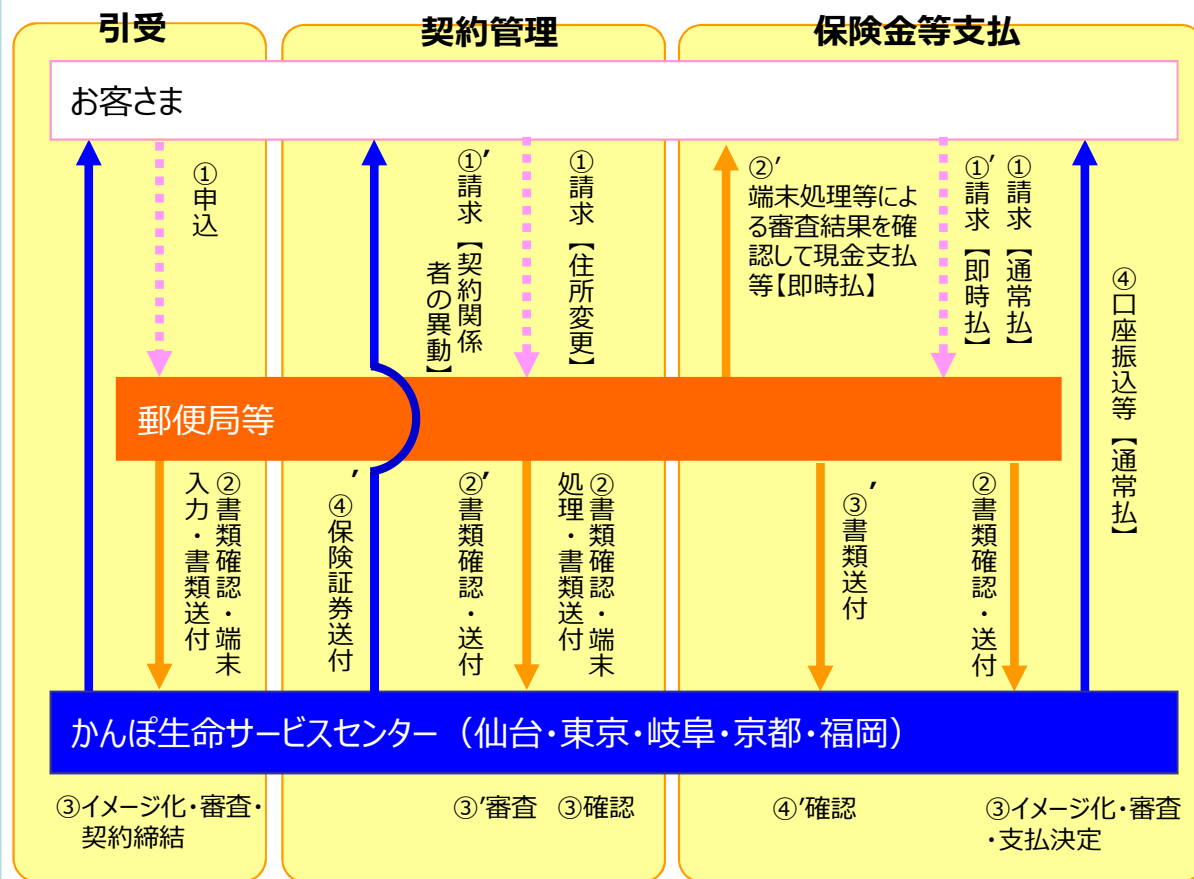 引受
契約管理
保険金等支払
お客さま
①申込
①’請求【契約関係
者の異動】
①請求【住所変更】
②’
端末処理等によ
る審査結果を確
認して現金支払
等【即時払】
①’請求【即時払】
①請求【通常払】
④口座振込等【通常払】
郵便局等
②書類確認・端末
入力・書類送付
’④保険証券送付
②’書類確認・送付
②書類確認・端末
処理・書類送付
’③書類送付
②書類確認・送付
かんぽ生命サービスセンター（仙台・東京・岐阜・京都・福岡）
③イメージ化・審査・
契約締結
③’審査
③確認
④’確認
③イメージ化・審査
・支払決定